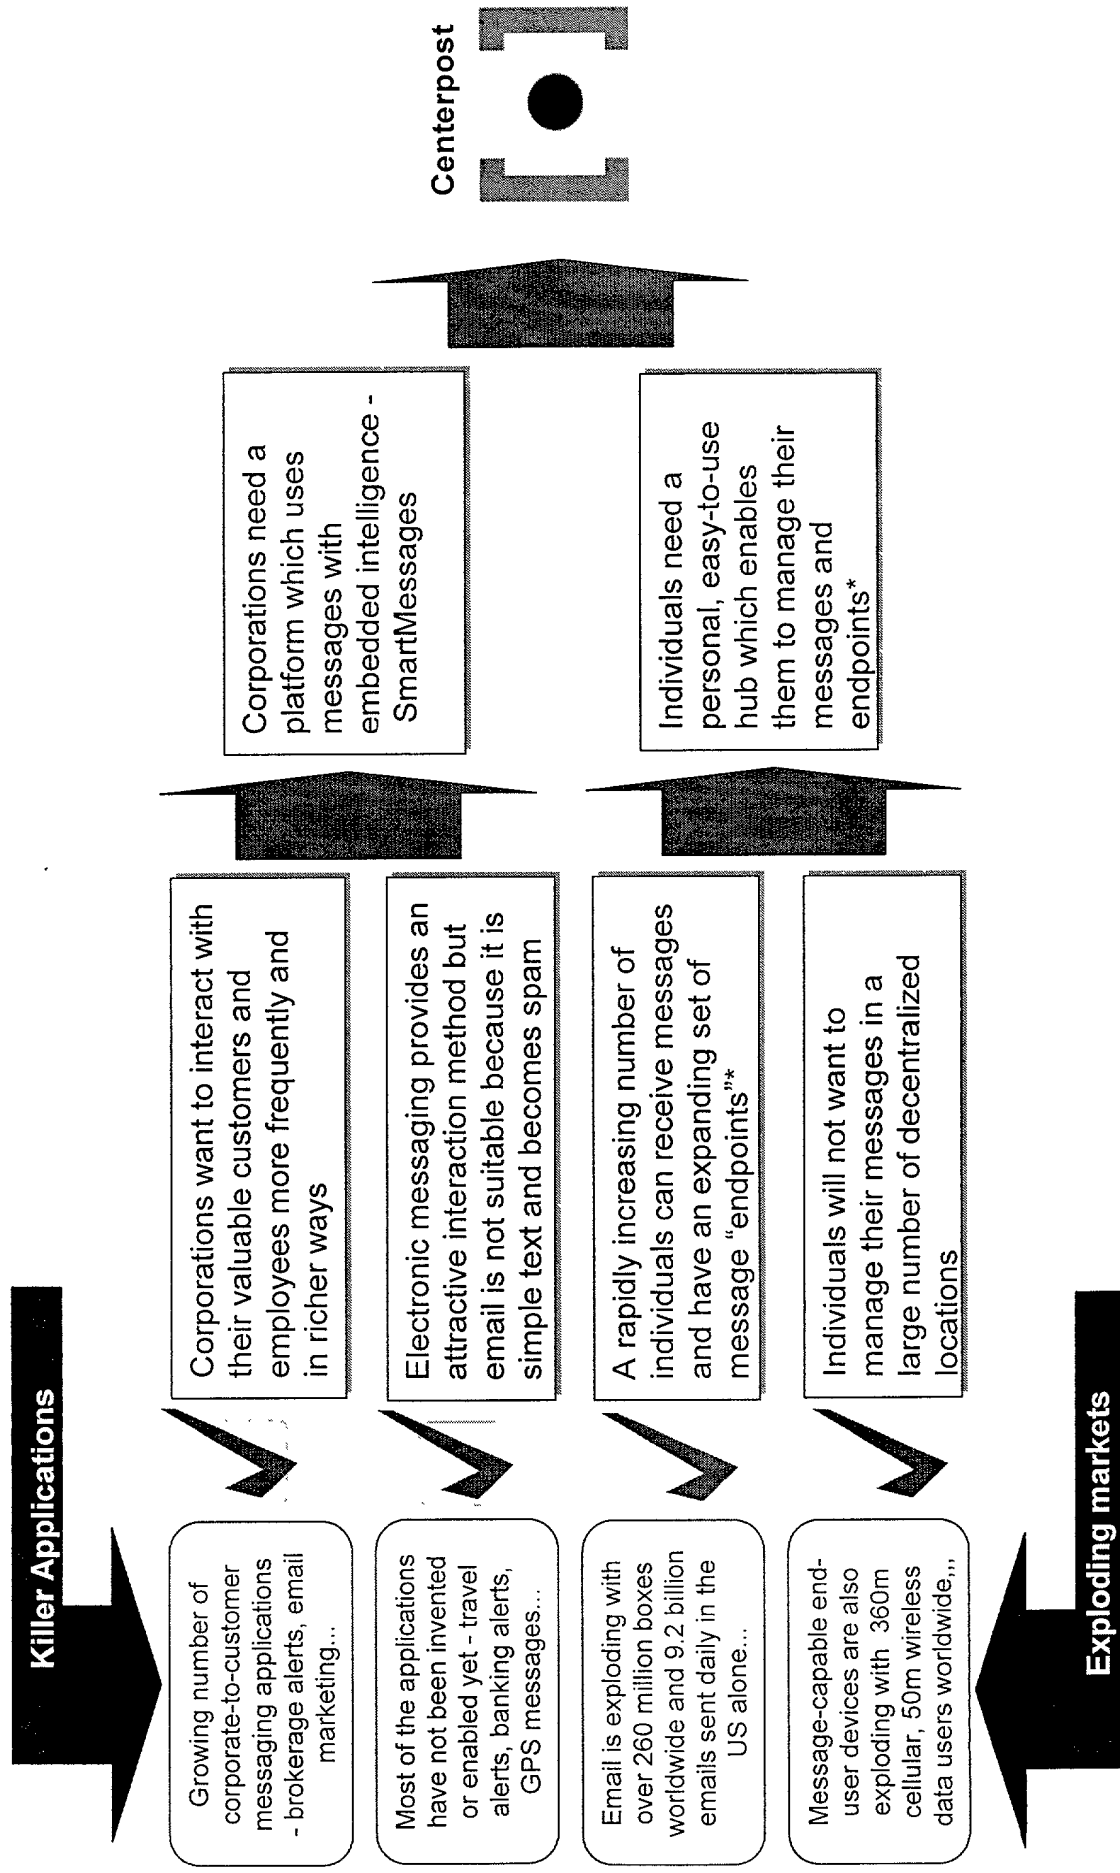 Killer Applications
Growing number of
corporate-to-customer
messaging applications
- brokerage alerts, email
marketing...
Most of the applications
have not been invented
or enabled yet - travel
alerts, banking alerts,
GPS messages...
Email is exploding with
over 260 million boxes
worldwide and 9.2 billion
emails sent daily in the
US alone...
Message-capable end-
user devices are also
exploding with 360m
cellular, 50m wireless
data users worldwide,,,
Exploding markets
Corporations want to interact with
their valuable customers and
employees more frequently and
in richer ways
Electronic messaging provides an
attractive interaction method but
email is not suitable because it is
simple text and becomes spam
A rapidly increasing number of
individuals can receive messages
and have an expanding set of
message “endpoints”*
Individuals will not want to
manage their messages in a
large number of decentralized
locations
Corporations need a
platform which uses
messages with
embedded intelligence -
SmartMessages
Individuals need a
personal, easy-to-use
hub which enables
them to manage their
messages and
endpoints*
Centerpost